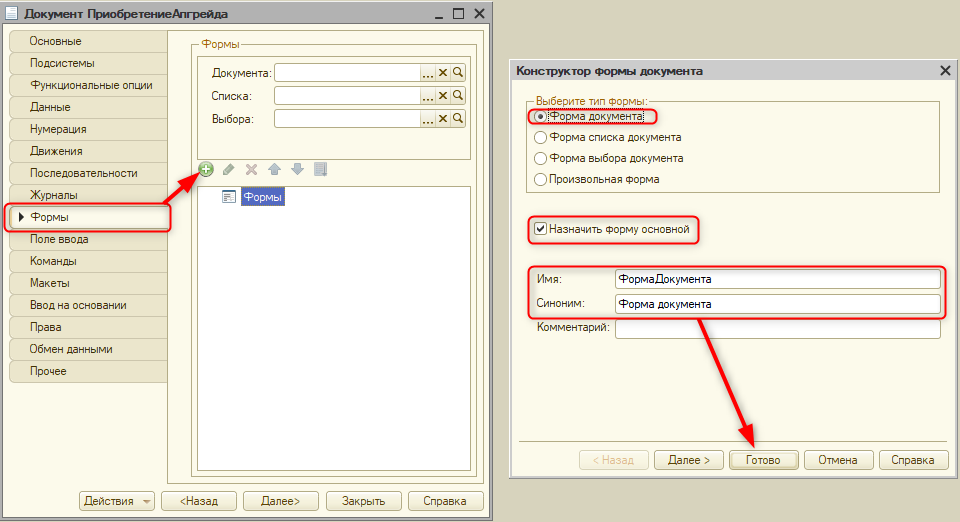 Документ ПриобретениеАпгрейда
Основные
Подсистемы
Функциональные опции
Данные
Нумерация
Движения
Последовательности
Журналы
Формы
Поле ввода
Команды
Макеты
Ввод на основании
Права
Обмен данными
Прочее
Формы
Документа:
Списка:
Выбора:
Формы
Действия
<Назад
Далее>
Закрыть
Справка
Конструктор формы документа
Выберите тип формы:
Форма документа
Форма списка документа
Форма выбора документа
Произвольная форма
Назначить форму основной
Имя: ФормаДокумента
Синоним: Форма документа
Комментарий:
< Назад
Далее >
Готово
Отмена
Справка